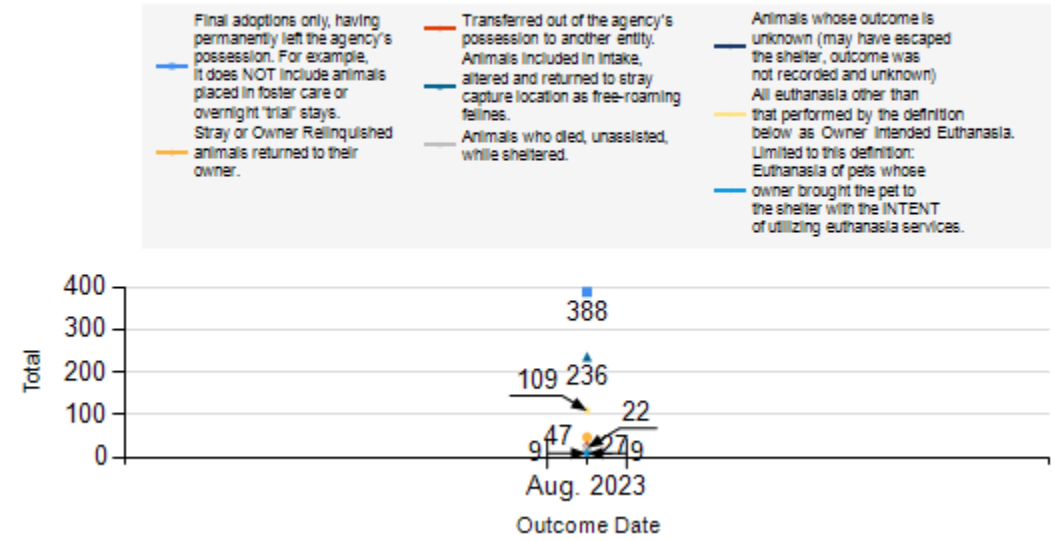 Final adoptions only, having
permanently left the agency's
possession. For example,
it does NOT include animals
placed in foster care or
overnight "trial" stays.
Stray or Owner Relinquished
animals returned to their
owner.
Transferred out of the agency's
possession to another entity.
Animals included in intake,
altered and returned to stray
capture location as free-roaming
felines.
Animals who died, unassisted,
while sheltered.
Animals whose outcome is
unknown (may have escaped
the shelter, outcome was
not recorded and unknown)
All euthanasia other than
that performed by the definition
below as Owner Intended Euthanasia.
Limited to this definition:
Euthanasia of pets whose
owner brought the pet to
the shelter with the INTENT
of utilizing euthanasia services.
Total
400
300
200
100
0
388
109 236
22
9 47 27 9
Aug. 2023
Outcome Date